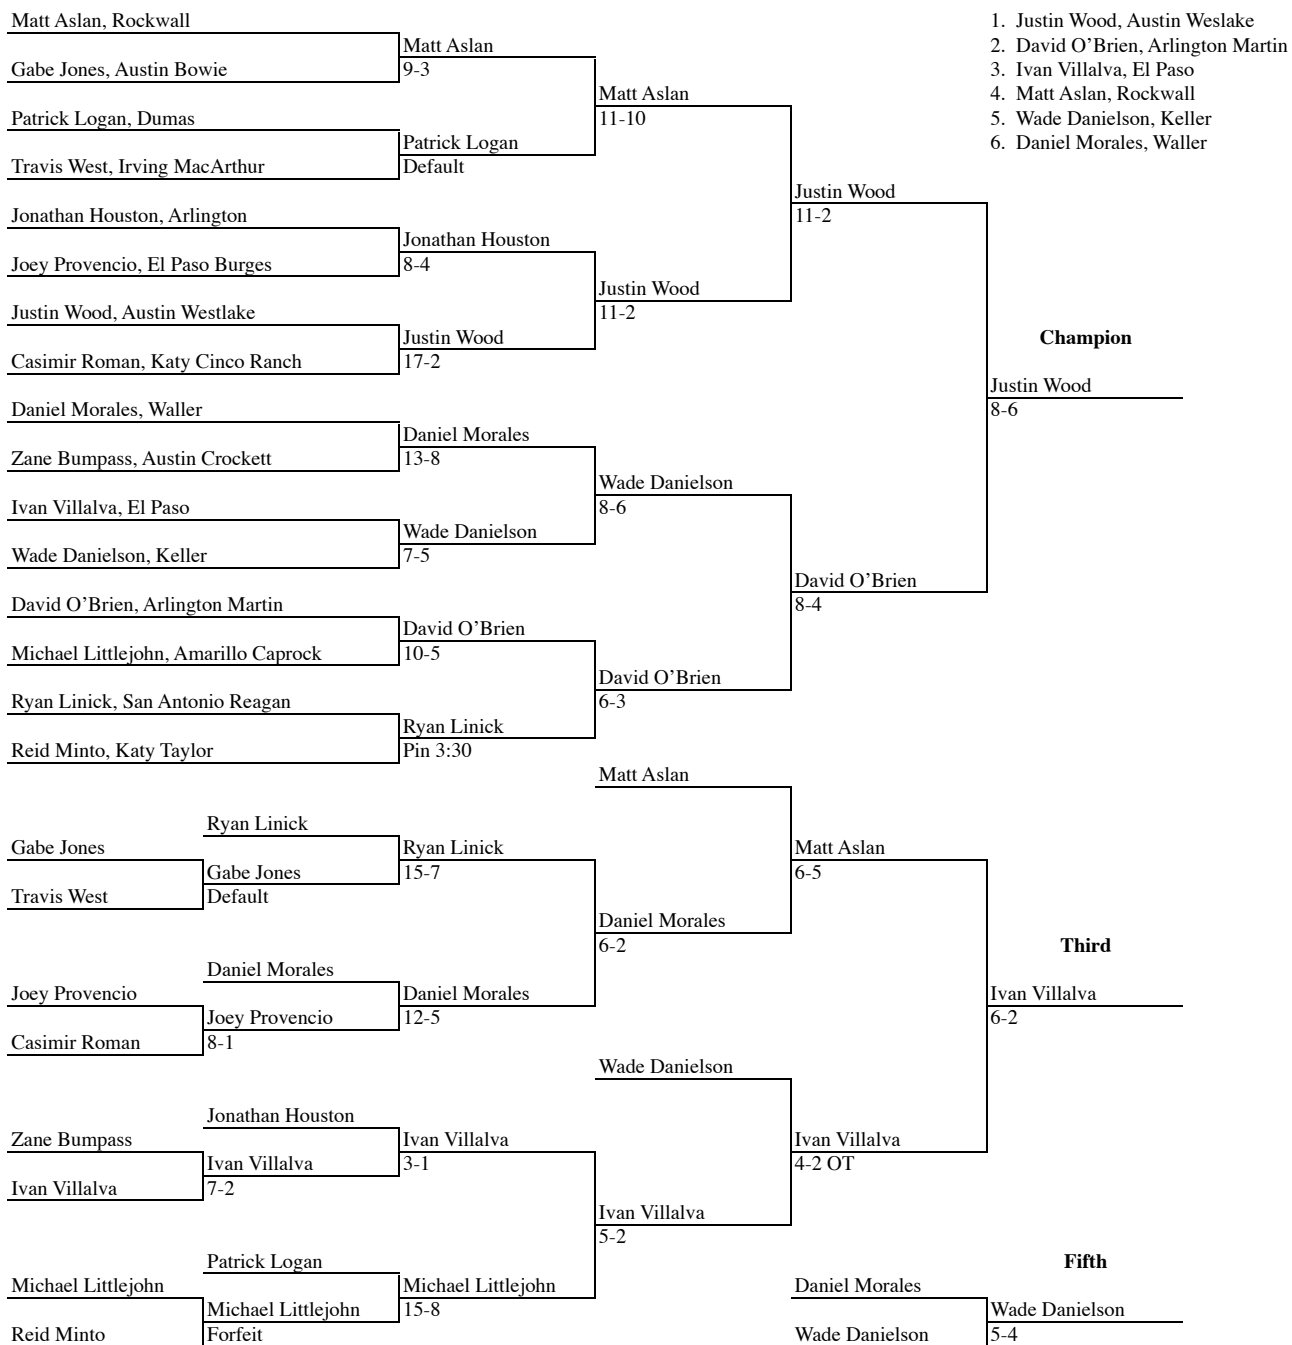 Matt Aslan, Rockwall
Matt Aslan
Gabe Jones, Austin Bowie
9-3
Matt Aslan
Patrick Logan, Dumas
11-10
Patrick Logan
Travis West, Irving MacArthur
Default
Justin Wood
Jonathan Houston, Arlington
11-2
Jonathan Houston
Joey Provencio, El Paso Burges
8-4
Justin Wood
Justin Wood, Austin Westlake
11-2
Justin Wood
Casimir Roman, Katy Cinco Ranch
17-2
1. Justin Wood, Austin Weslake
2. David O’Brien, Arlington Martin
3. Ivan Villalva, El Paso
4. Matt Aslan, Rockwall
5. Wade Danielson, Keller
6. Daniel Morales, Waller
Champion
Justin Wood
8-6
Daniel Morales, Waller
Daniel Morales
Zane Bumpass, Austin Crockett
13-8
Wade Danielson
Ivan Villalva, El Paso
8-6
Wade Danielson
Wade Danielson, Keller
7-5
David O’Brien
David O’Brien, Arlington Martin
8-4
David O’Brien
Michael Littlejohn, Amarillo Caprock
10-5
David O’Brien
Ryan Linick, San Antonio Reagan
6-3
Ryan Linick
Reid Minto, Katy Taylor
Pin 3:30
Matt Aslan
Ryan Linick
Gabe Jones
Ryan Linick
Matt Aslan
Gabe Jones
15-7
6-5
Travis West
Default
Daniel Morales
6-2
Third
Daniel Morales
Joey Provencio
Daniel Morales
Ivan Villalva
Joey Provencio
12-5
6-2
Casimir Roman
8-1
Wade Danielson
Jonathan Houston
Zane Bumpass
Ivan Villalva
Ivan Villalva
Ivan Villalva
3-1
4-2 OT
Ivan Villalva
7-2
Ivan Villalva
5-2
Patrick Logan
Fifth
Michael Littlejohn
Michael Littlejohn
Daniel Morales
Michael Littlejohn
15-8
Wade Danielson
Reid Minto
Forfeit
Wade Danielson
5-4